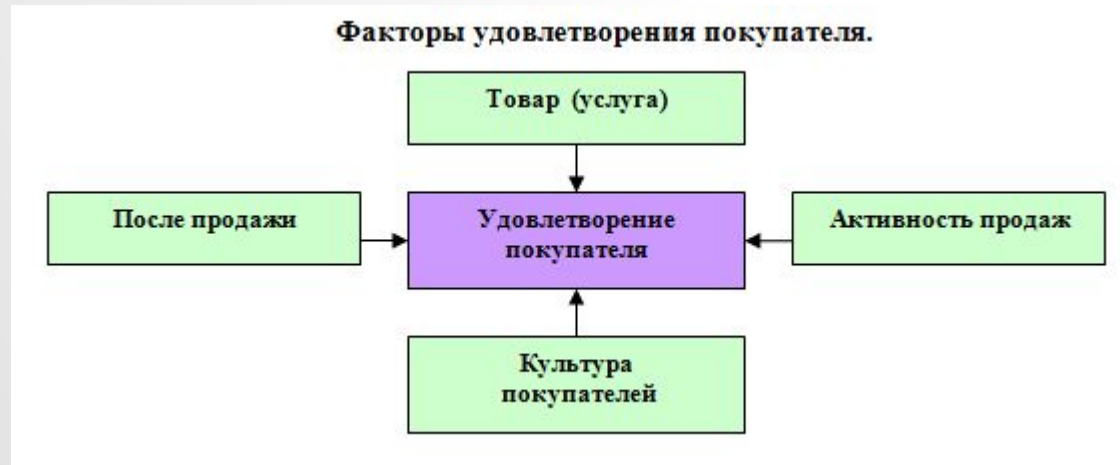 Факторы удовлетворения покупателя.
Товар (услуга)
После продажи
Удовлетворение
покупателя
Активность продаж
Культура
покупателей